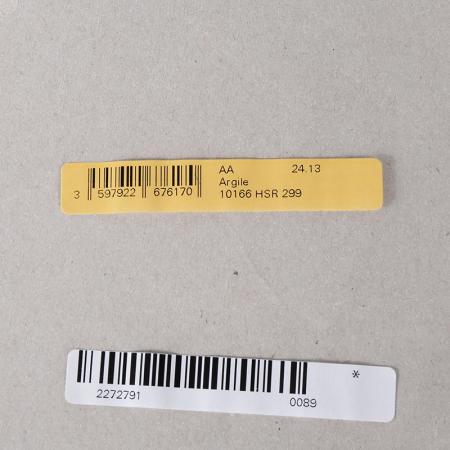 AA 24.13
Argile
3 597922 676170 10166 HSR 299
*
2272791 0089